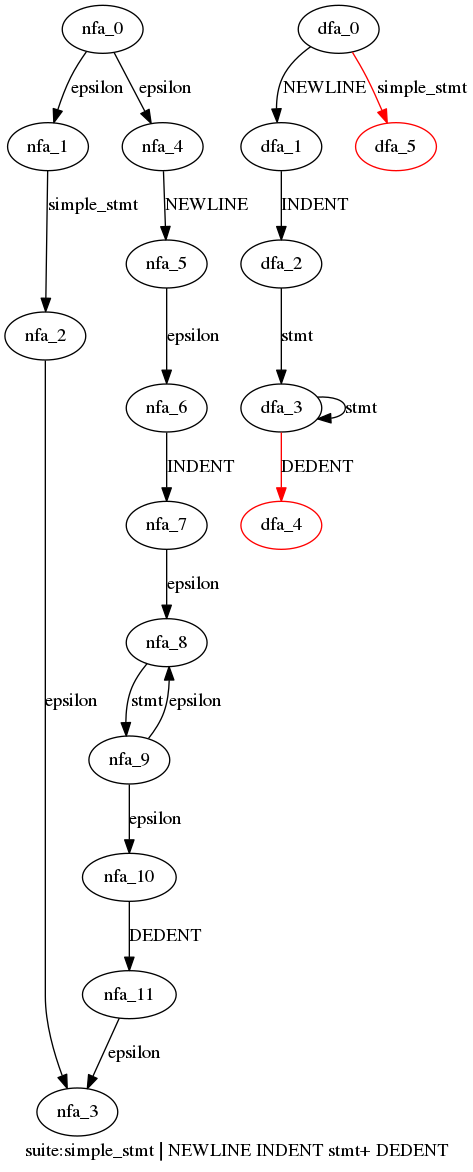 nfa_0
dfa_0
epsilon
epsilon
NEWLINE
simple_stmt
nfa_1
nfa_4
dfa_1
dfa_5
simple_stmt
NEWLINE
INDENT
nfa_5
dfa_2
nfa_2
epsilon
stmt
nfa_6
dfa_3
stmt
INDENT
DEDENT
nfa_7
dfa_4
epsilon
nfa_8
epsilon
stmt
epsilon
nfa_9
epsilon
nfa_10
DEDENT
nfa_11
epsilon
nfa_3
suite:simple_stmt | NEWLINE INDENT stmt+ DEDENT